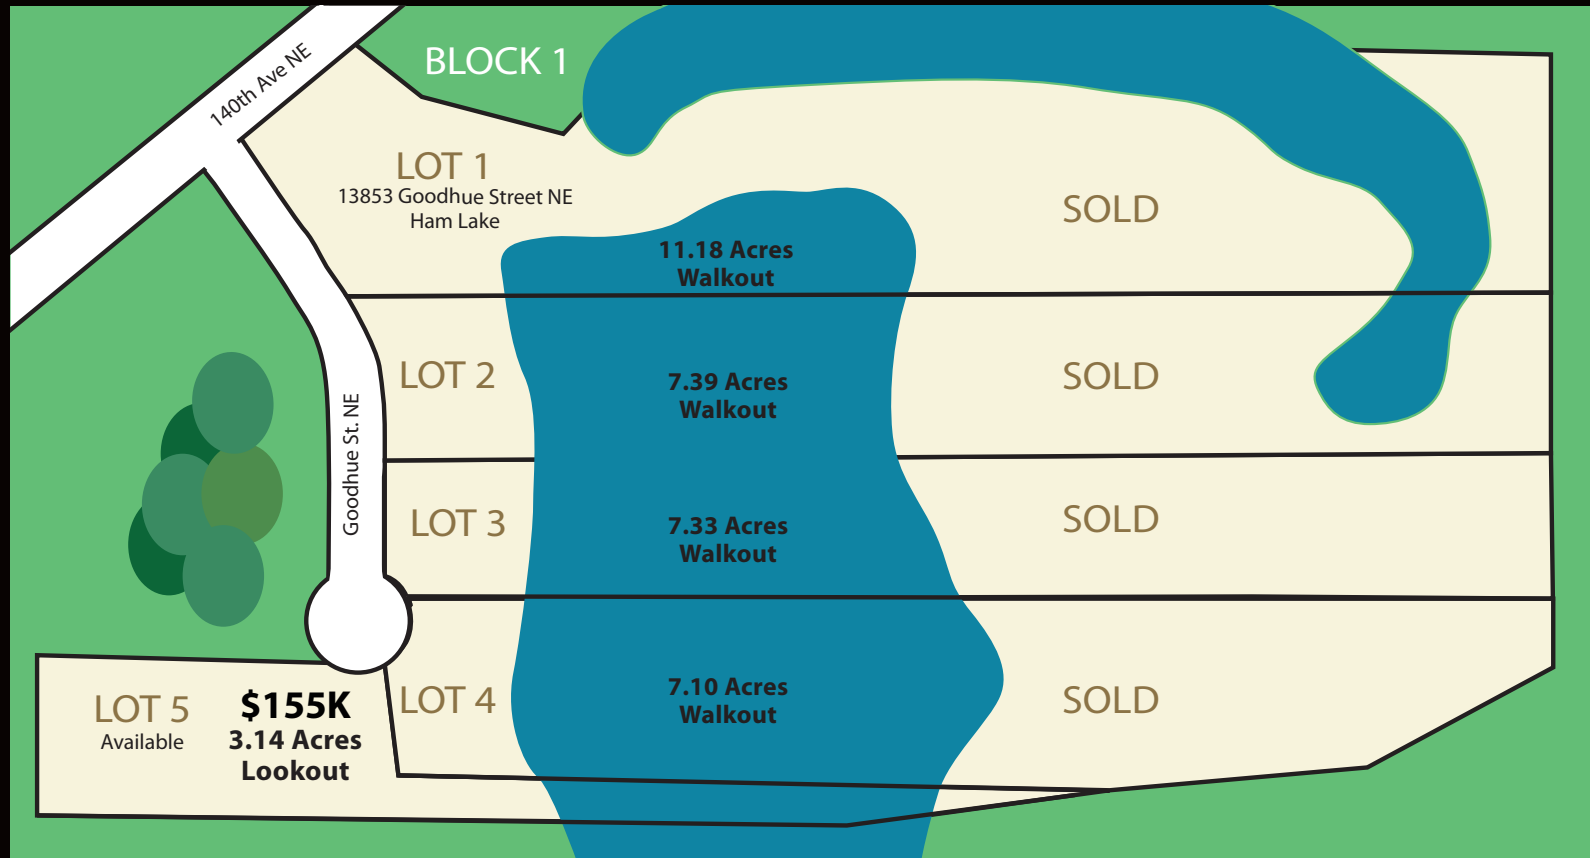 140th Ave NE
BLOCK 1
LOT 1
13853 Goodhue Street NE
Ham Lake
11.18 Acres
Walkout
SOLD
LOT 2
7.39 Acres
Walkout
SOLD
Goodhue St. NE
LOT 3
7.33 Acres
Walkout
SOLD
LOT 4
7.10 Acres
Walkout
SOLD
LOT 5
Available
$155K
3.14 Acres
Lookout